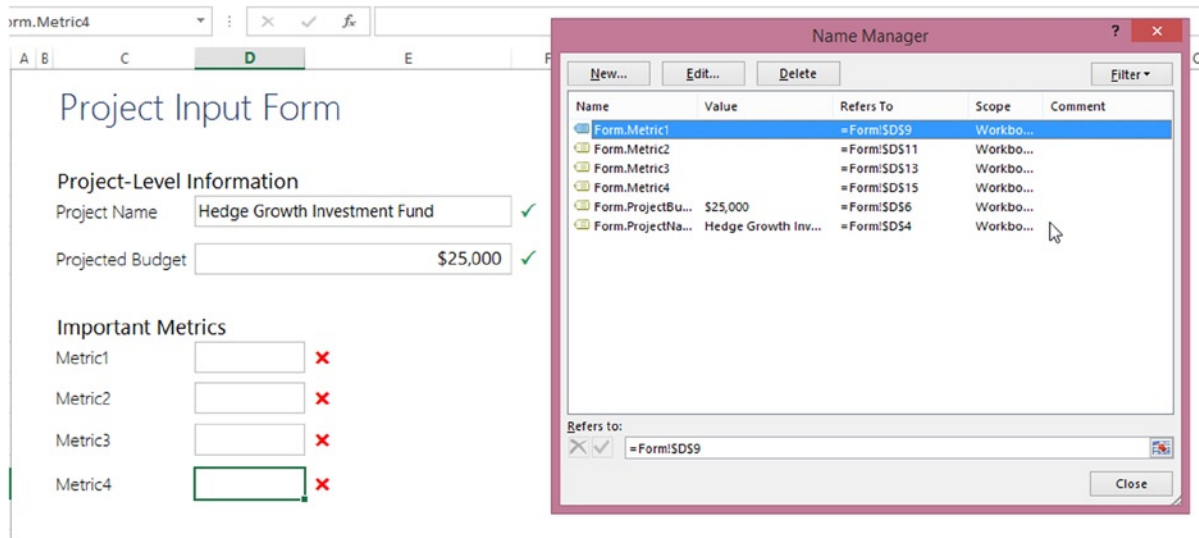 orm.Metric4
fx
A B C D E F
Project Input Form
Project-Level Information
Project Name Hedge Growth Investment Fund ✓
Projected Budget $25,000 ✓
Important Metrics
Metric1
Metric2
Metric3
Metric4
Name Manager ? ×
New... Edit... Delete Filter
Name Value Refers To Scope Comment
Form.Metric1 =Form!$D$9 Workbo...
Form.Metric2 =Form!$D$11 Workbo...
Form.Metric3 =Form!$D$13 Workbo...
Form.Metric4 =Form!$D$15 Workbo...
Form.ProjectBu... $25,000 =Form!$D$6 Workbo...
Form.ProjectNa... Hedge Growth Inv... =Form!$D$4 Workbo...
Refers to:
=Form!$D$9
Close